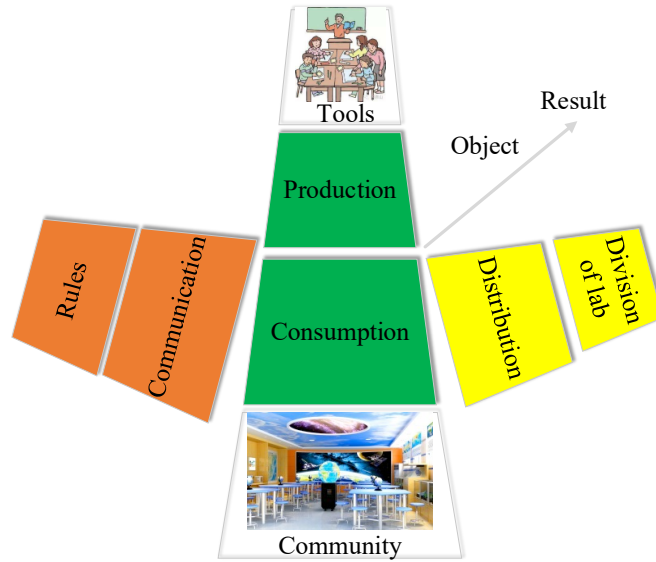 Tools
Result
Object
Production
Rules
Communication
Consumption
Distribution
Division
of lab
Community